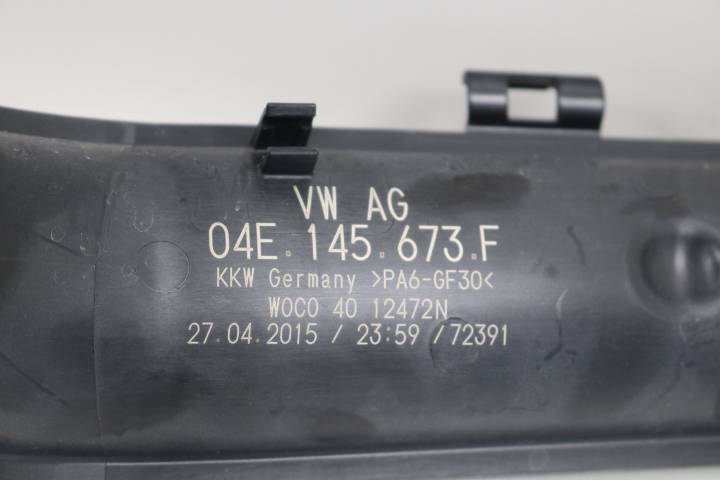 VW AG
04E.145.673.F
KKW Germany >PA6-GF30<
WOCO 40 12472N
27.04.2015 / 23:59 /72391